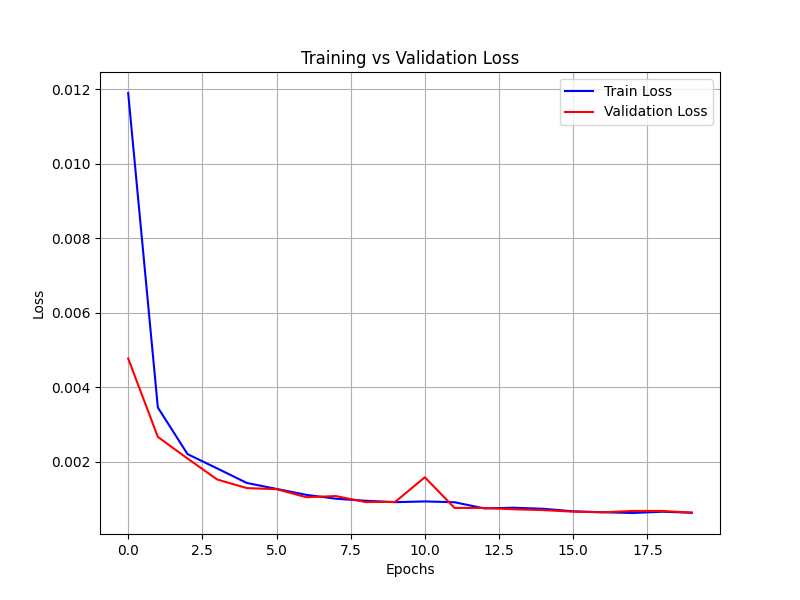 Training vs Validation Loss
Train Loss
Validation Loss
0.012
0.010
0.008
0.006
0.004
0.002
Loss
0.0 2.5 5.0 7.5 10.0 12.5 15.0 17.5
Epochs